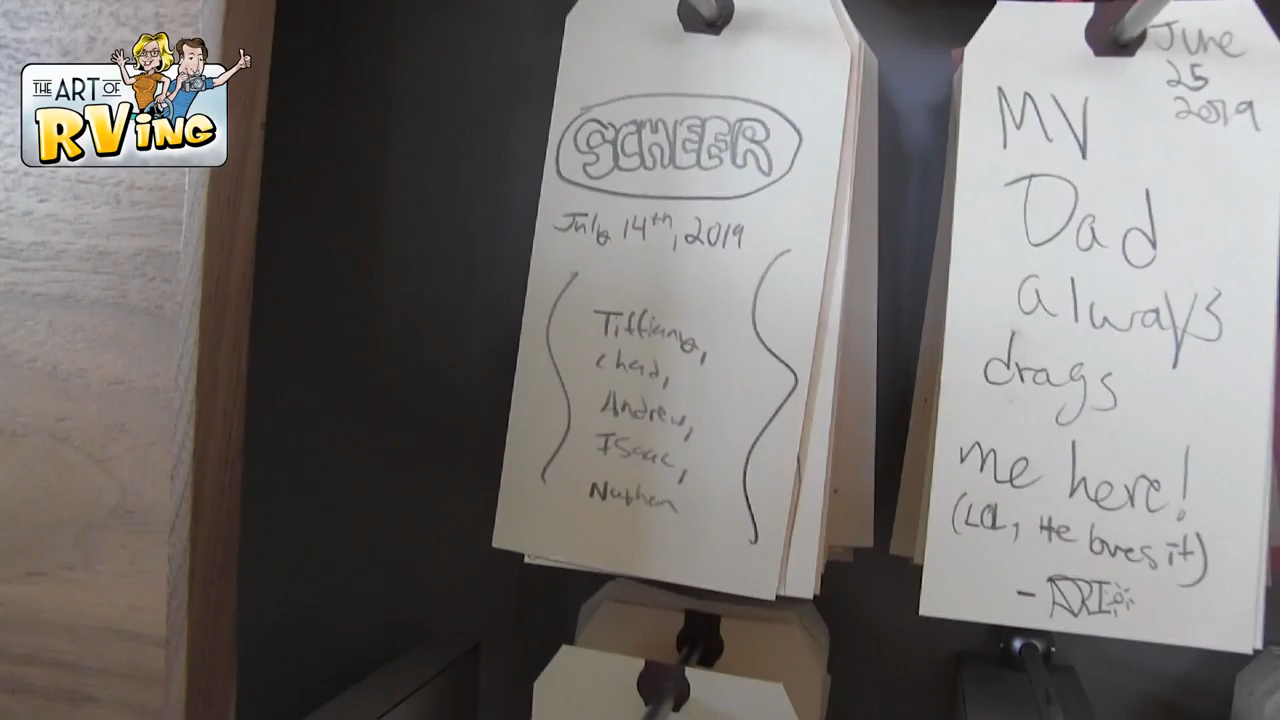 THE ART OF
RVING
SCHEER
July 14th, 2019
Tiffany,
Chad,
Andrew,
Isaac,
Nathan
June
25
2019
My
Dad
always
drags
me here!
(LOL, He loves it)